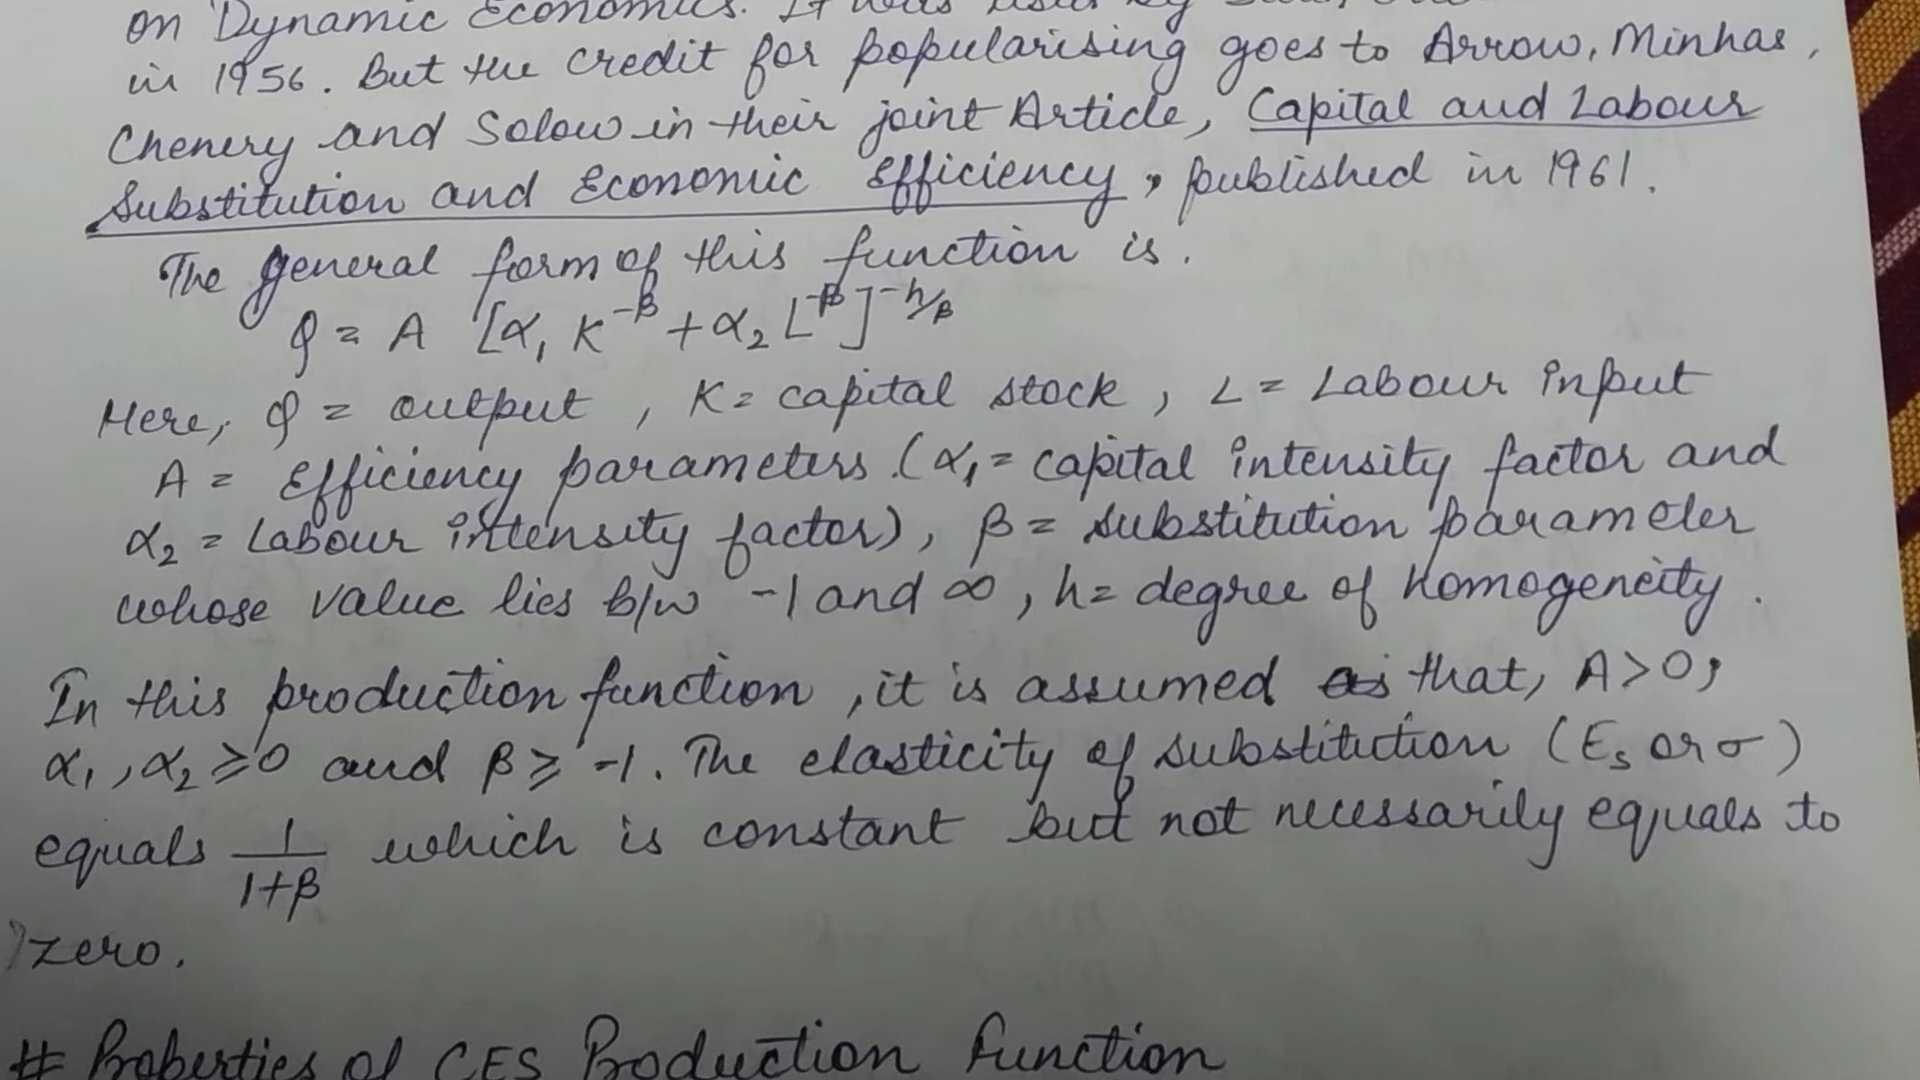 on Dynamic Economics. It was used by
in 1956. But the credit for popularising goes to Arrow, Minhas,
Chenery and Solow in their joint Article, Capital and Labour
Substitution and Economic Efficiency, published in 1961.
The general form of this function is.
Q = A [α₁ K^-β + α₂ L^-β]^-h/β
Here, Q = output, K = capital stock, L = Labour input
A = Efficiency parameters. (α₁ = capital intensity factor and
α₂ = Labour intensity factor), β = substitution parameter
whose value lies b/w -1 and ∞, h = degree of homogeneity.
In this production function, it is assumed as that, A>0;
α₁, α₂ ≥ 0 and β ≥ -1. The elasticity of substitution (Es or σ)
equals 1/1+β which is constant but not necessarily equals to
zero.
# Properties of CES Production Function